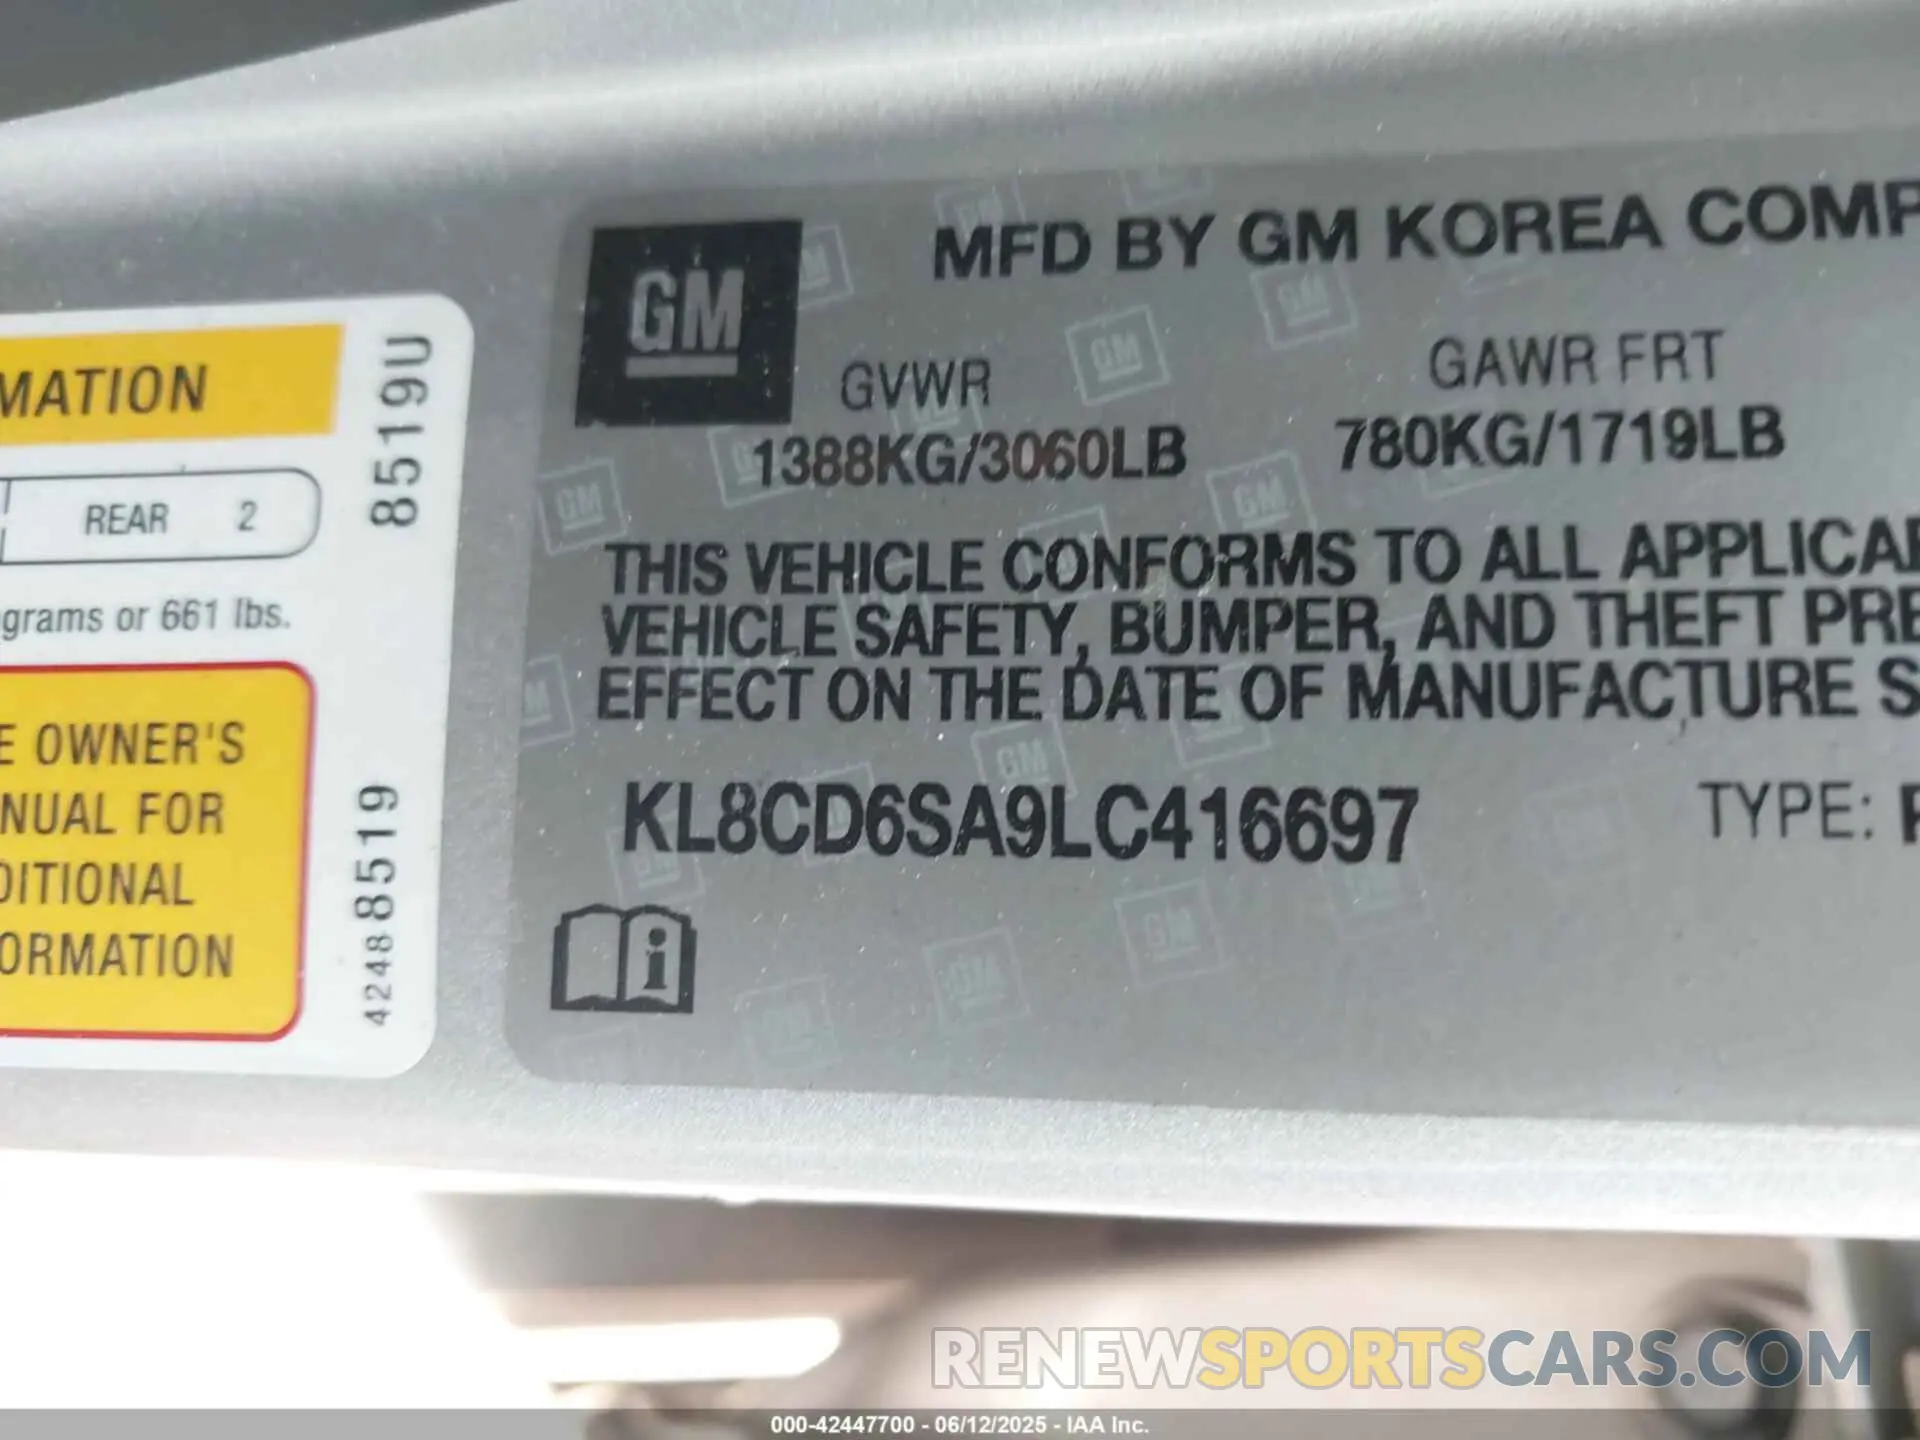 MATION
REAR 2
grams or 661 lbs.
E OWNER'S
NUAL FOR
DITIONAL
ORMATION
8519U
42488519
GM
MFD BY GM KOREA COMP
GVWR GAWR FRT
1388KG/3060LB 780KG/1719LB
THIS VEHICLE CONFORMS TO ALL APPLICAB
VEHICLE SAFETY, BUMPER, AND THEFT PRE
EFFECT ON THE DATE OF MANUFACTURE S
KL8CD6SA9LC416697 TYPE: P
i
RENEWSPORTSCARS.COM
000-42447700 - 06/12/2025 - IAA Inc.